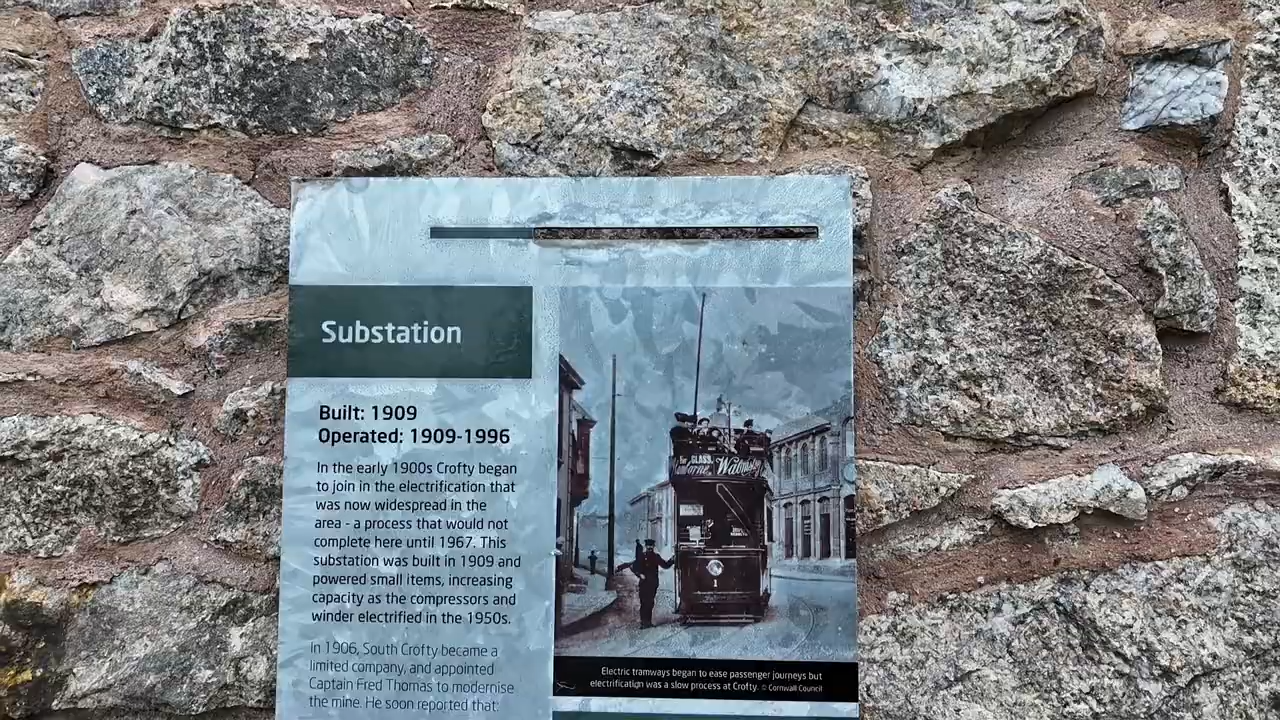 Substation
Built: 1909
Operated: 1909-1996
In the early 1900s Crofty began
to join in the electrification that
was now widespread in the
area - a process that would not
complete here until 1967. This
substation was built in 1909 and
powered small items, increasing
capacity as the compressors and
winder electrified in the 1950s.
In 1906, South Crofty became a
limited company, and appointed
Captain Fred Thomas to modernise
the mine. He soon reported that:
GLASS,
1
Electric tramways began to ease passenger journeys but
electrification was a slow process at Crofty. © Cornwall Council